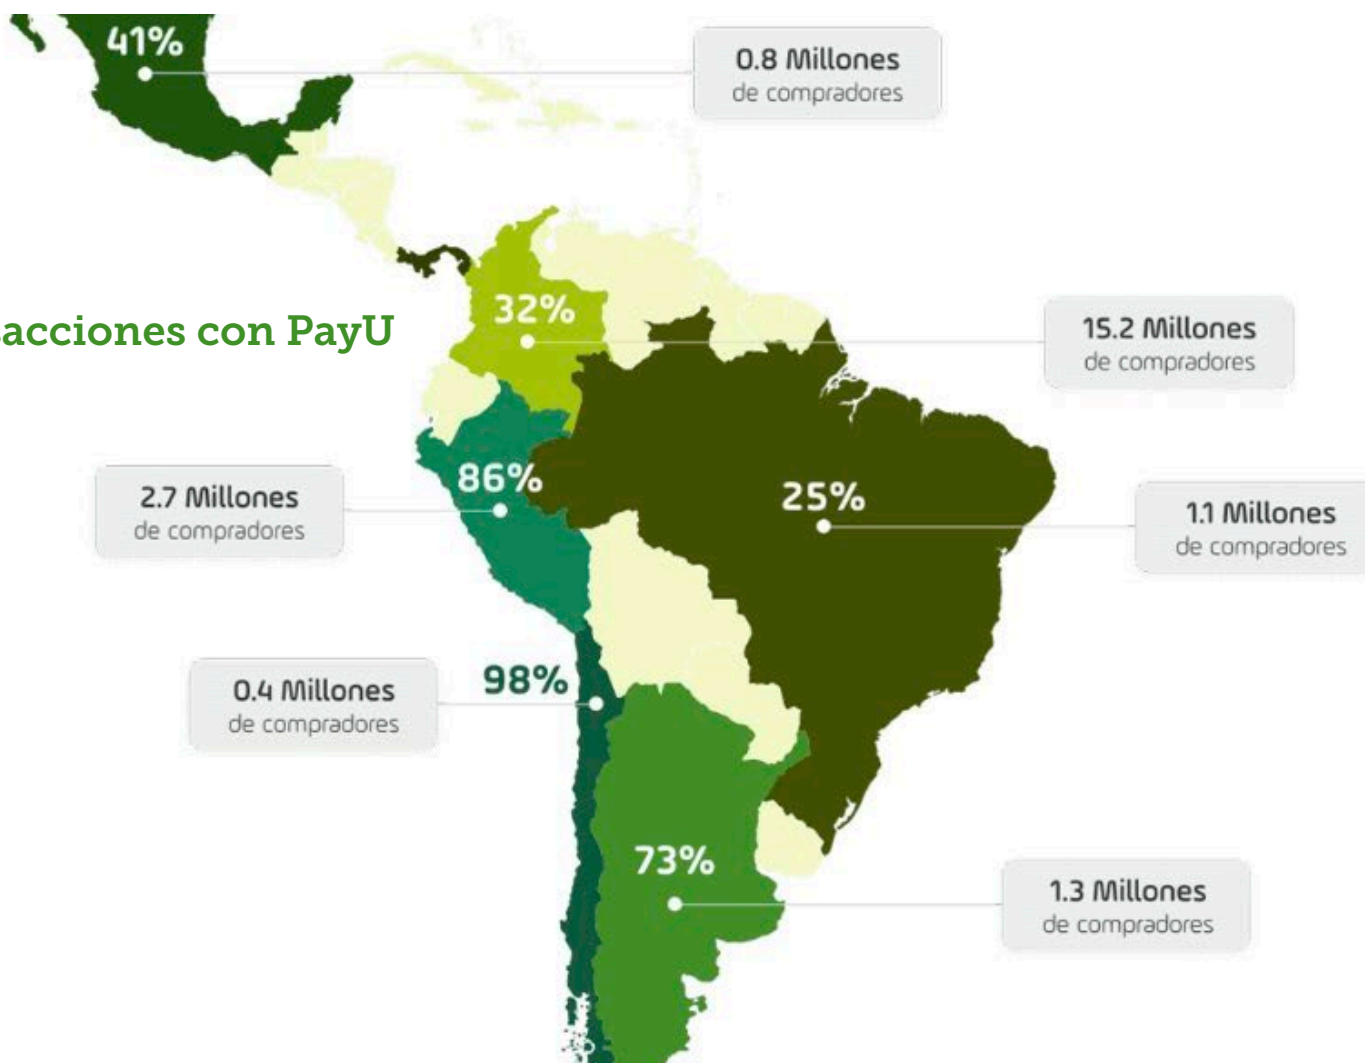 41%
0.8 Millones
de compradores
32%
acciones con PayU
15.2 Millones
de compradores
86%
2.7 Millones
de compradores
25%
1.1 Millones
de compradores
98%
0.4 Millones
de compradores
73%
1.3 Millones
de compradores